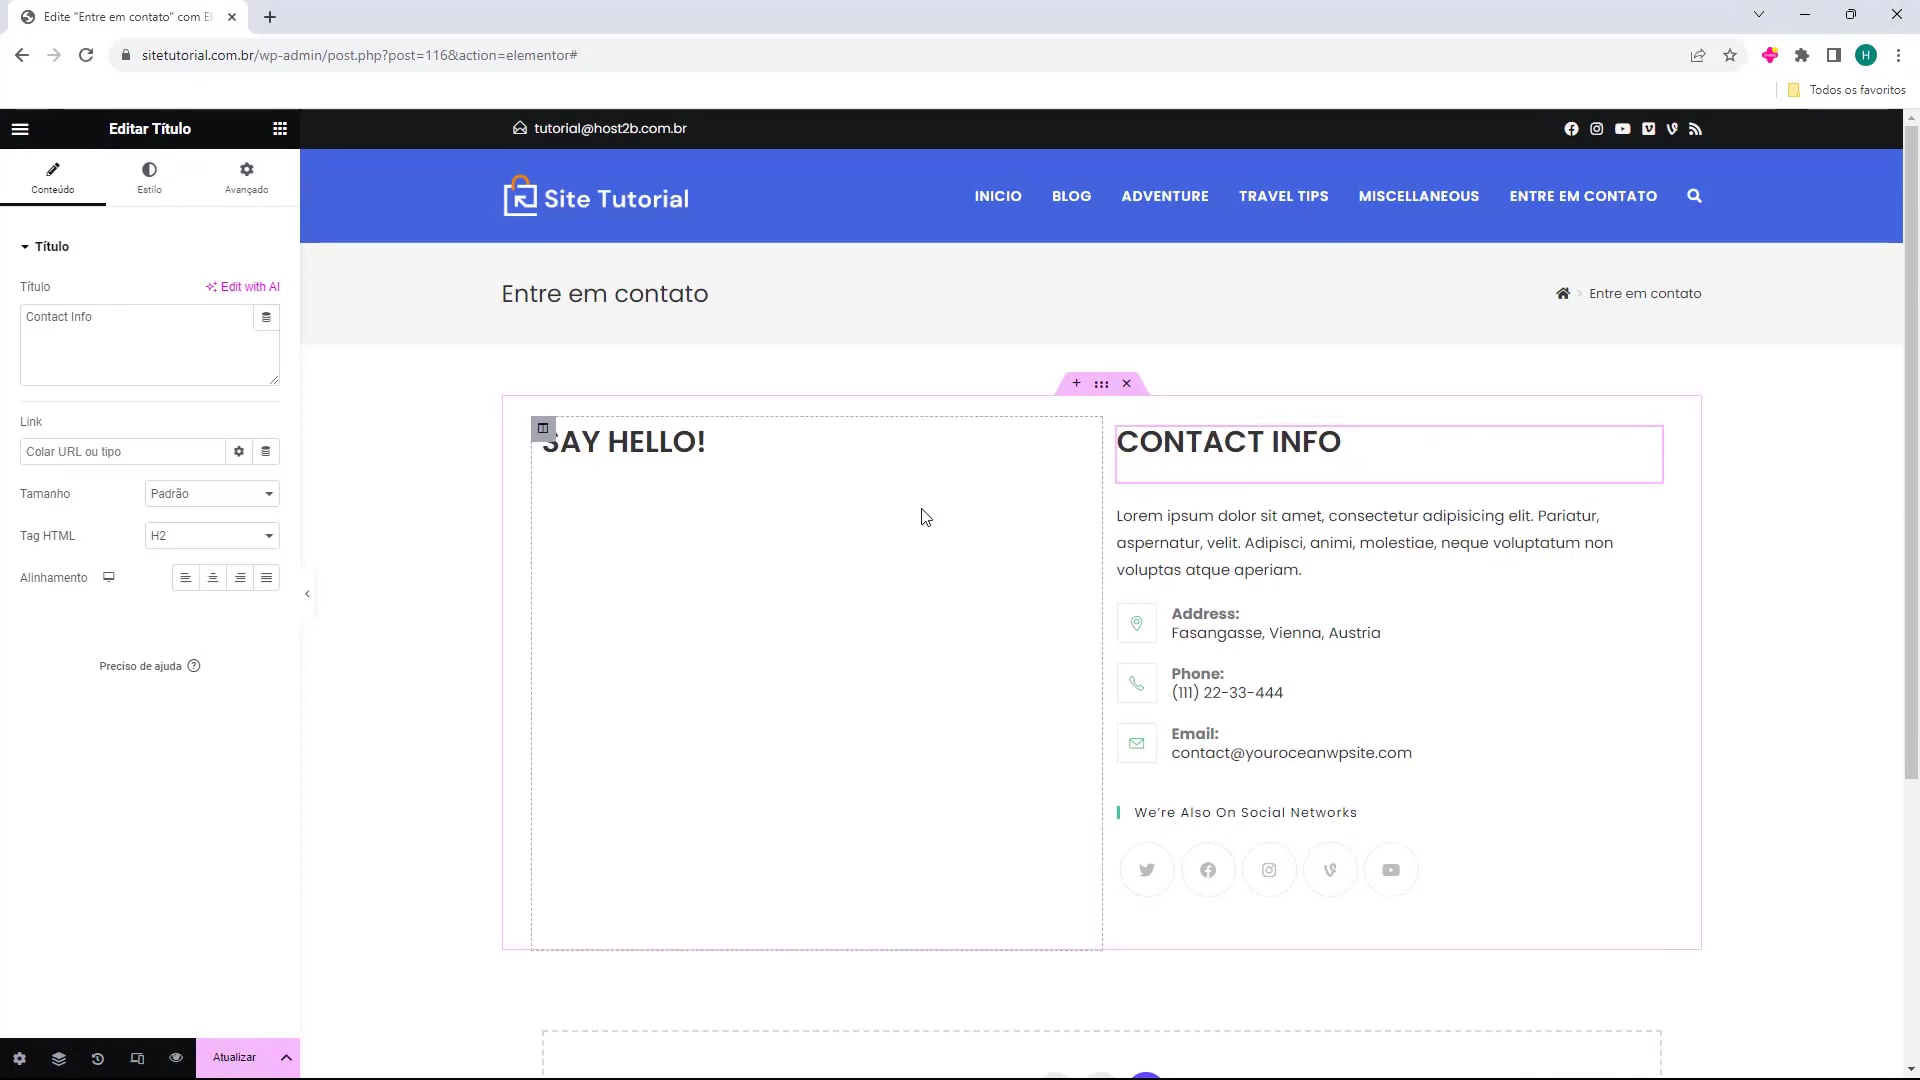 Edite "Entre em contato" com El
sitetutorial.com.br/wp-admin/post.php?post=116&action=elementor#
H
Todos os favoritos
Editar Título
tutorial@host2b.com.br
Conteúdo
Estilo
Avançado
Site Tutorial
INICIO
BLOG
ADVENTURE
TRAVEL TIPS
MISCELLANEOUS
ENTRE EM CONTATO
Título
Título
Edit with AI
Contact Info
Entre em contato
Entre em contato
Link
Colar URL ou tipo
Tamanho
Padrão
Tag HTML
H2
Alinhamento
Preciso de ajuda
SAY HELLO!
CONTACT INFO
Lorem ipsum dolor sit amet, consectetur adipisicing elit. Pariatur,
aspernatur, velit. Adipisci, animi, molestiae, neque voluptatum non
voluptas atque aperiam.
Address:
Fasangasse, Vienna, Austria
Phone:
(111) 22-33-444
Email:
contact@youroceanwpsite.com
We're Also On Social Networks
Atualizar